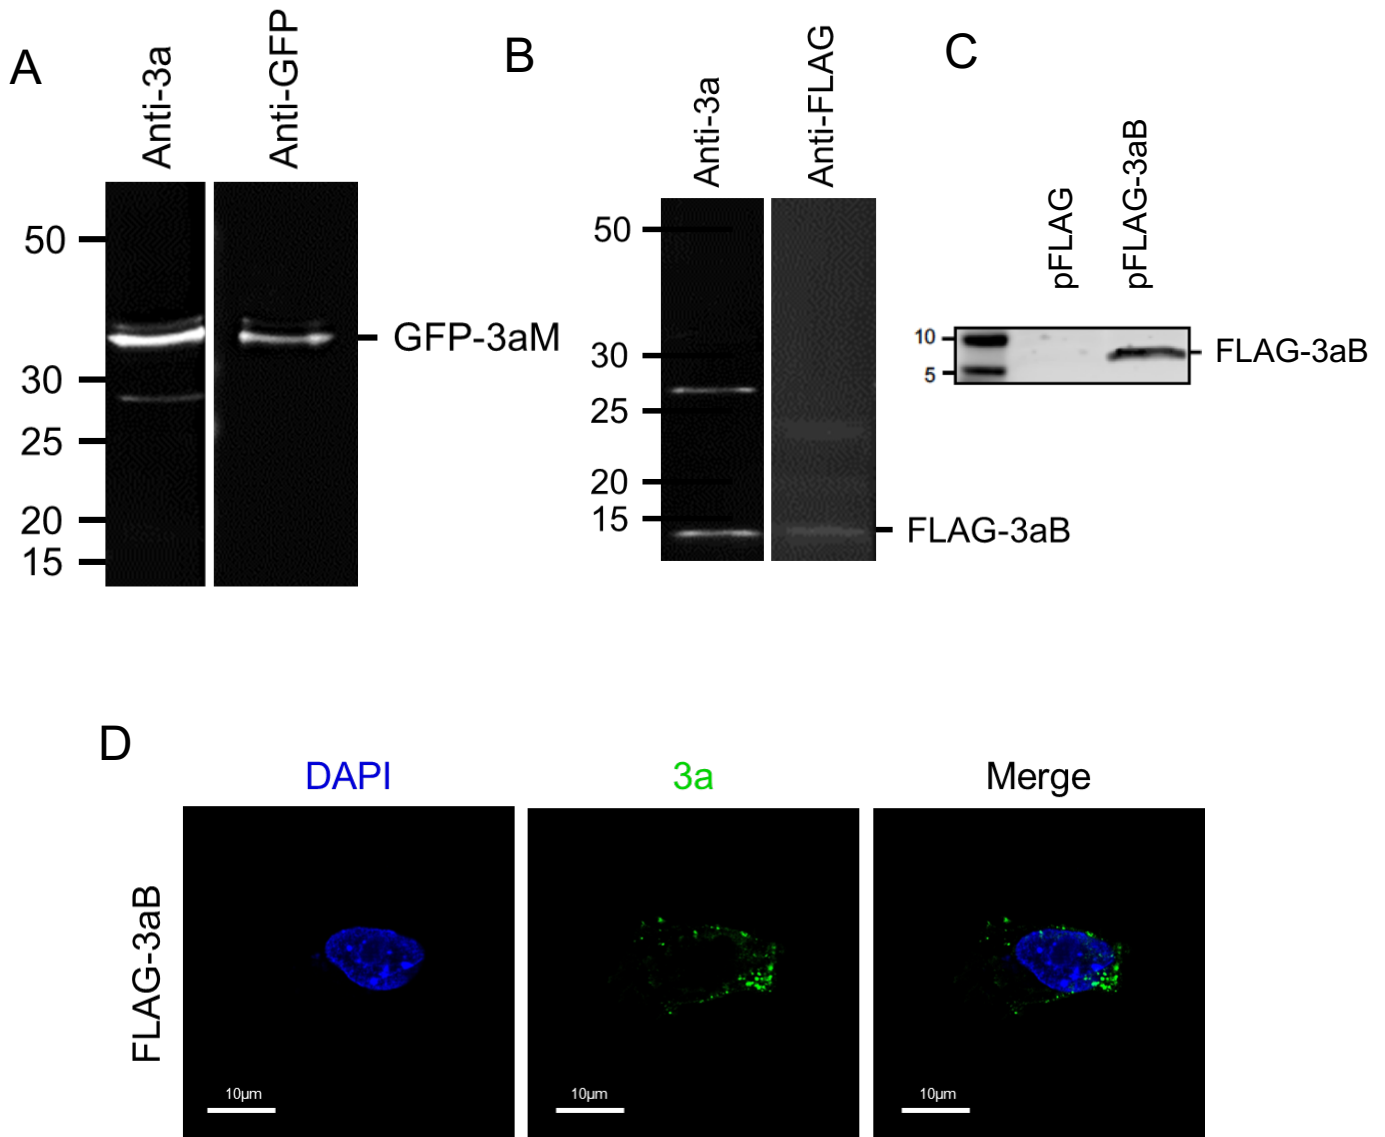 A
Anti-3a
Anti-GFP
50
30
25
20
15
GFP-3aM
B
Anti-3a
Anti-FLAG
50
30
25
20
15
FLAG-3aB
C
pFLAG
pFLAG-3aB
10
5
FLAG-3aB
D
DAPI
3a
Merge
FLAG-3aB
10µm
10µm
10µm